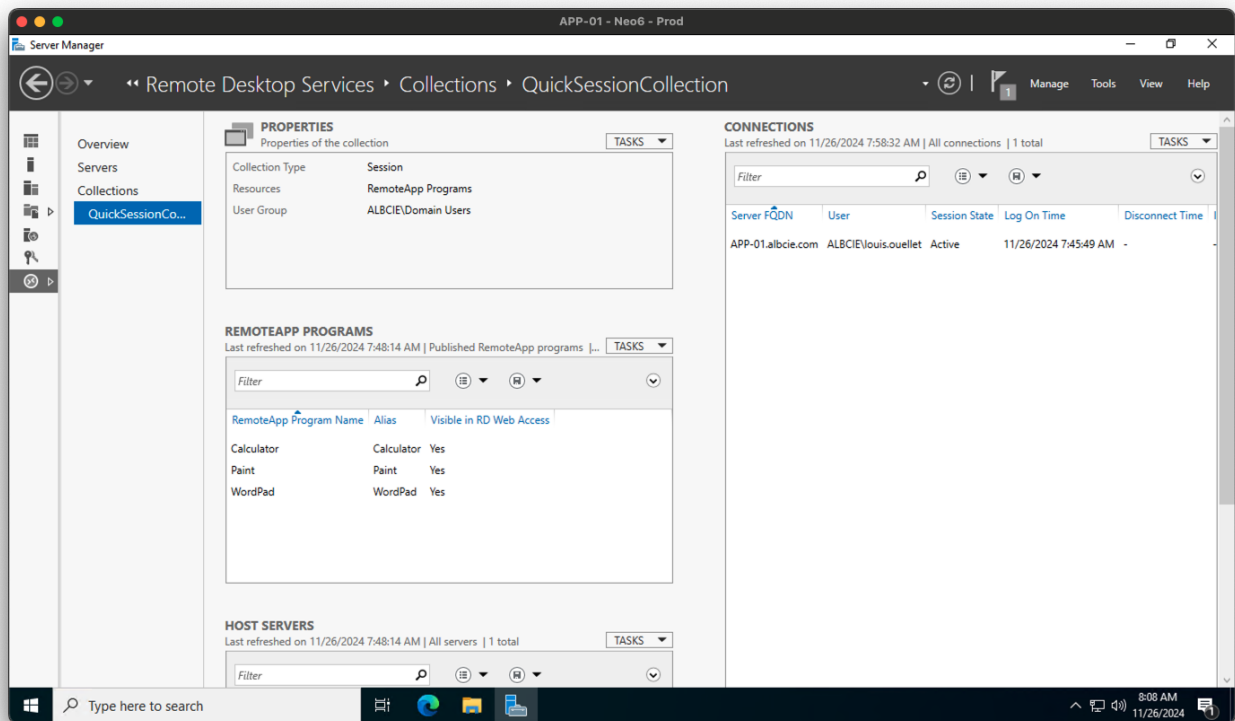 APP-01 - Neo6 - Prod
Server Manager
Remote Desktop Services Collections QuickSessionCollection
1 Manage Tools View Help
Overview
Servers
Collections
QuickSessionCo...
PROPERTIES
Properties of the collection
TASKS
Collection Type Session
Resources RemoteApp Programs
User Group ALBCIE\Domain Users
REMOTEAPP PROGRAMS
Last refreshed on 11/26/2024 7:48:14 AM | Published RemoteApp programs |...
TASKS
Filter
RemoteApp Program Name Alias Visible in RD Web Access
Calculator Calculator Yes
Paint Paint Yes
WordPad WordPad Yes
HOST SERVERS
Last refreshed on 11/26/2024 7:48:14 AM | All servers | 1 total
TASKS
Filter
CONNECTIONS
Last refreshed on 11/26/2024 7:58:32 AM | All connections | 1 total
TASKS
Filter
Server FQDN User Session State Log On Time Disconnect Time
APP-01.albcie.com ALBCIE\louis.ouellet Active 11/26/2024 7:45:49 AM - -
Type here to search
8:08 AM
11/26/2024
1